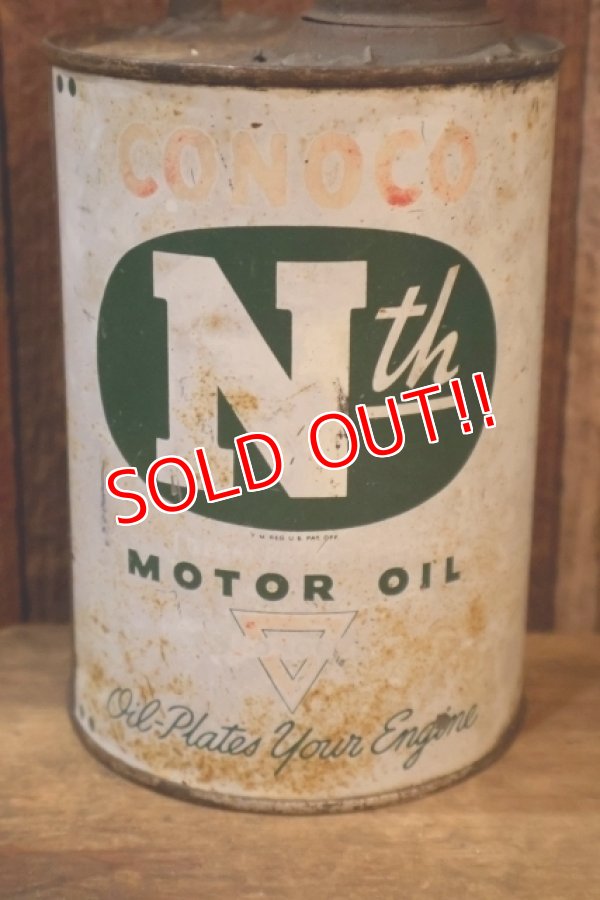 CONOCO
Nth
SOLD OUT!!
T M REG U S PAT OFF
MOTOR OIL
Oil-Plates Your Engine